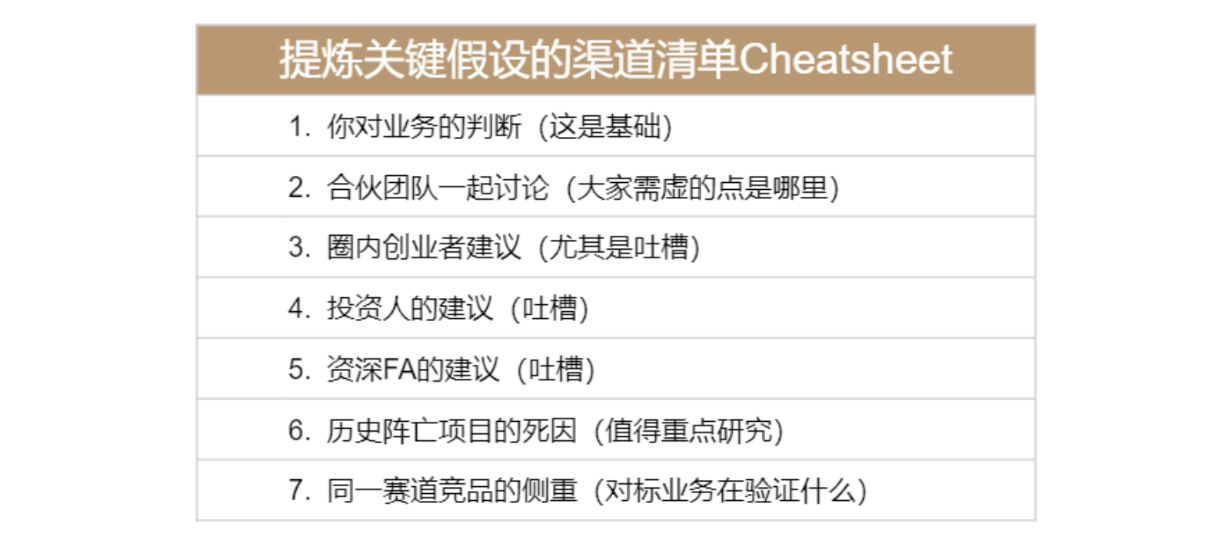 提炼关键假设的渠道清单Cheatsheet
1. 你对业务的判断（这是基础）
2. 合伙团队一起讨论（大家需虚的点是哪里）
3. 圈内创业者建议（尤其是吐槽）
4. 投资人的建议（吐槽）
5. 资深FA的建议（吐槽）
6. 历史阵亡项目的死因（值得重点研究）
7. 同一赛道竞品的侧重（对标业务在验证什么）